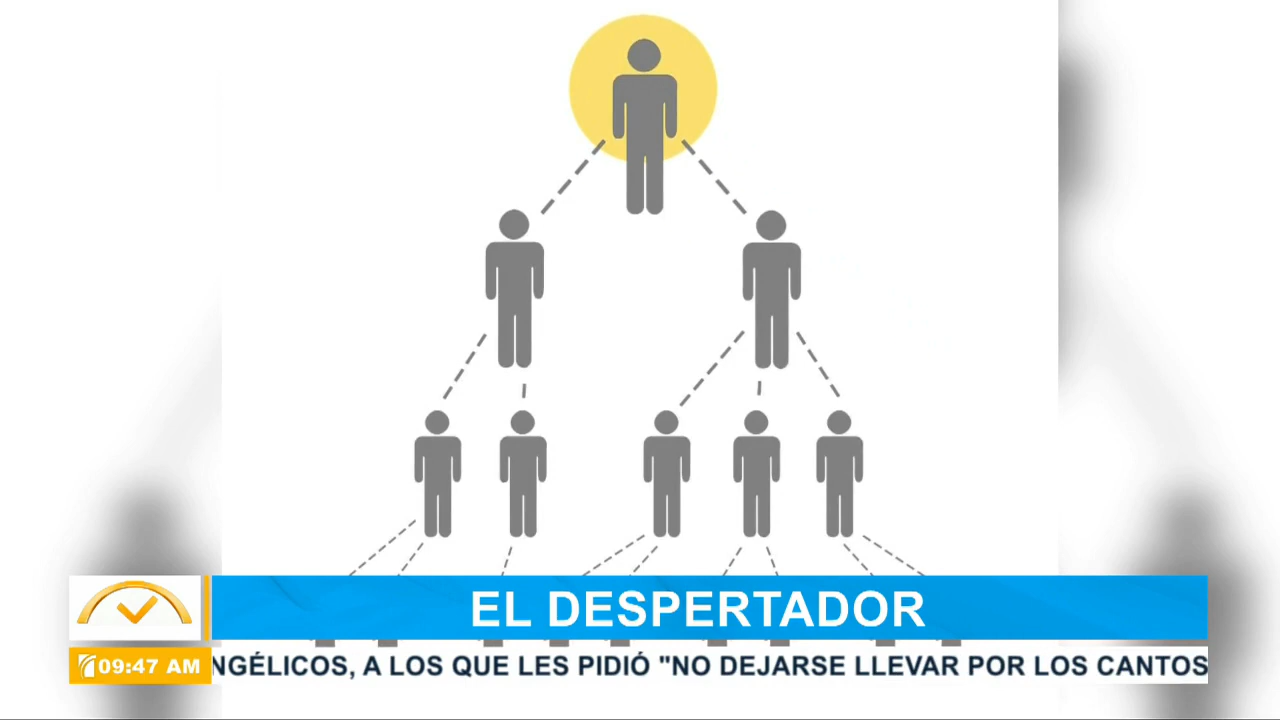 EL DESPERTADOR
09:47 AM
NGÉLICOS, A LOS QUE LES PIDIÓ "NO DEJARSE LLEVAR POR LOS CANTOS